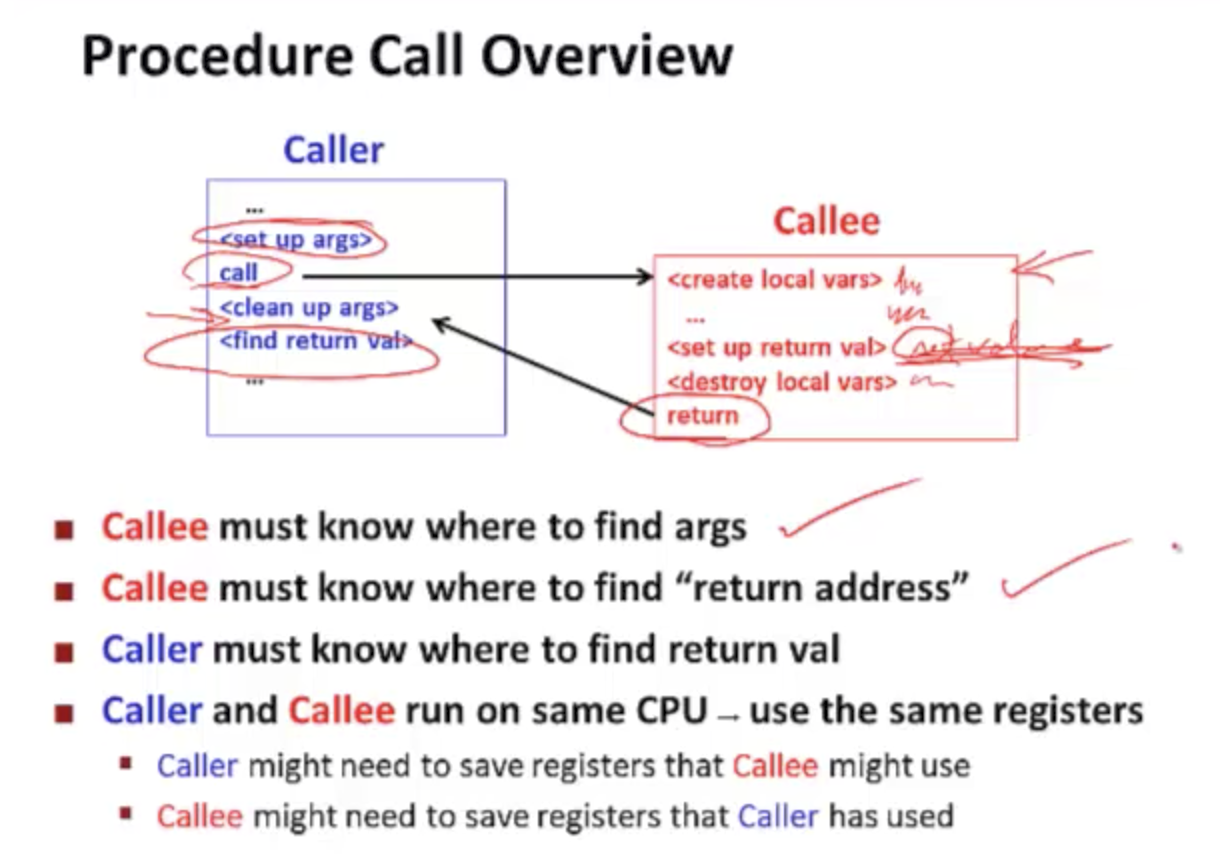 Procedure Call Overview
Caller
...
<set up args>
call
<clean up args>
<find return val>
...
Callee
<create local vars>
...
<set up return val>
<destroy local vars>
return
Callee must know where to find args
Callee must know where to find “return address”
Caller must know where to find return val
Caller and Callee run on same CPU → use the same registers
Caller might need to save registers that Callee might use
Callee might need to save registers that Caller has used